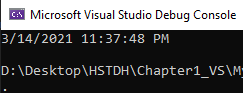 Microsoft Visual Studio Debug Console
3/14/2021 11:37:48 PM
D:\Desktop\HSTDH\Chapter1_VS\My
.